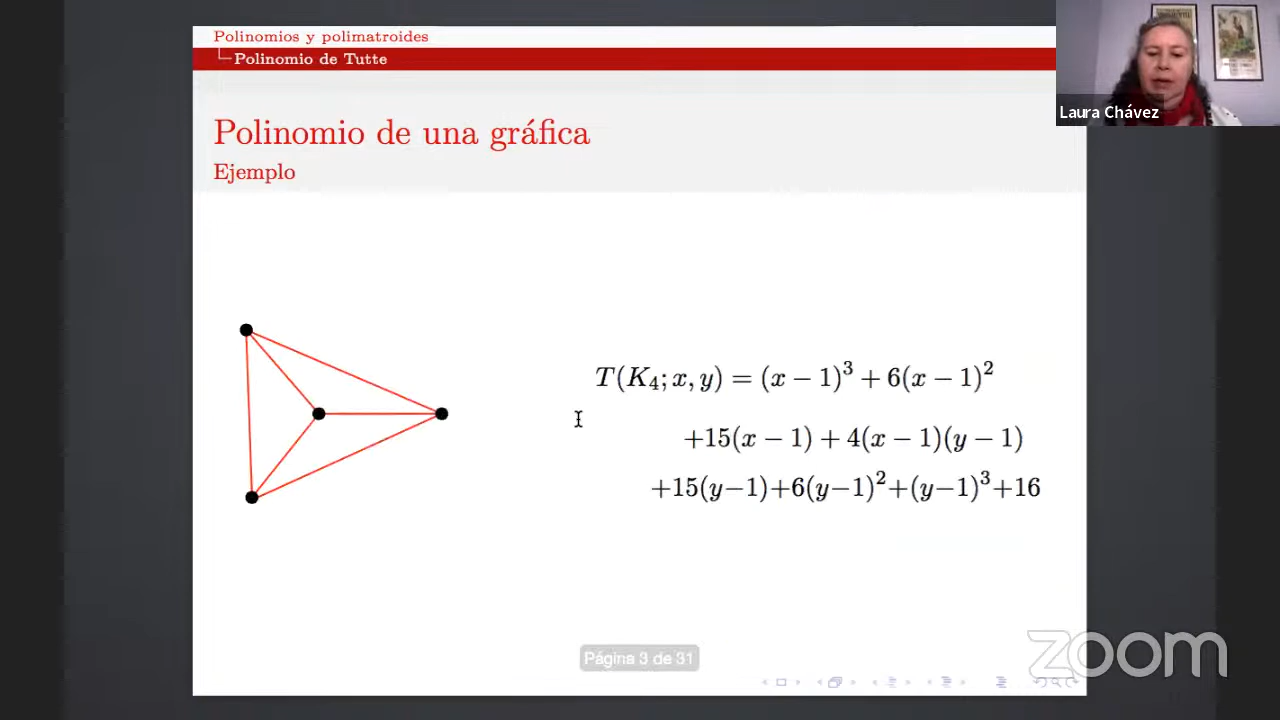 Polinomios y polimatroides
Polinomio de Tutte
Laura Chávez
Polinomio de una gráfica
Ejemplo
T(K₄; x, y) = (x − 1)³ + 6(x − 1)²
+15(x − 1) + 4(x − 1)(y − 1)
+15(y−1)+6(y−1)²+(y−1)³+16
Página 3 de 31
zoom